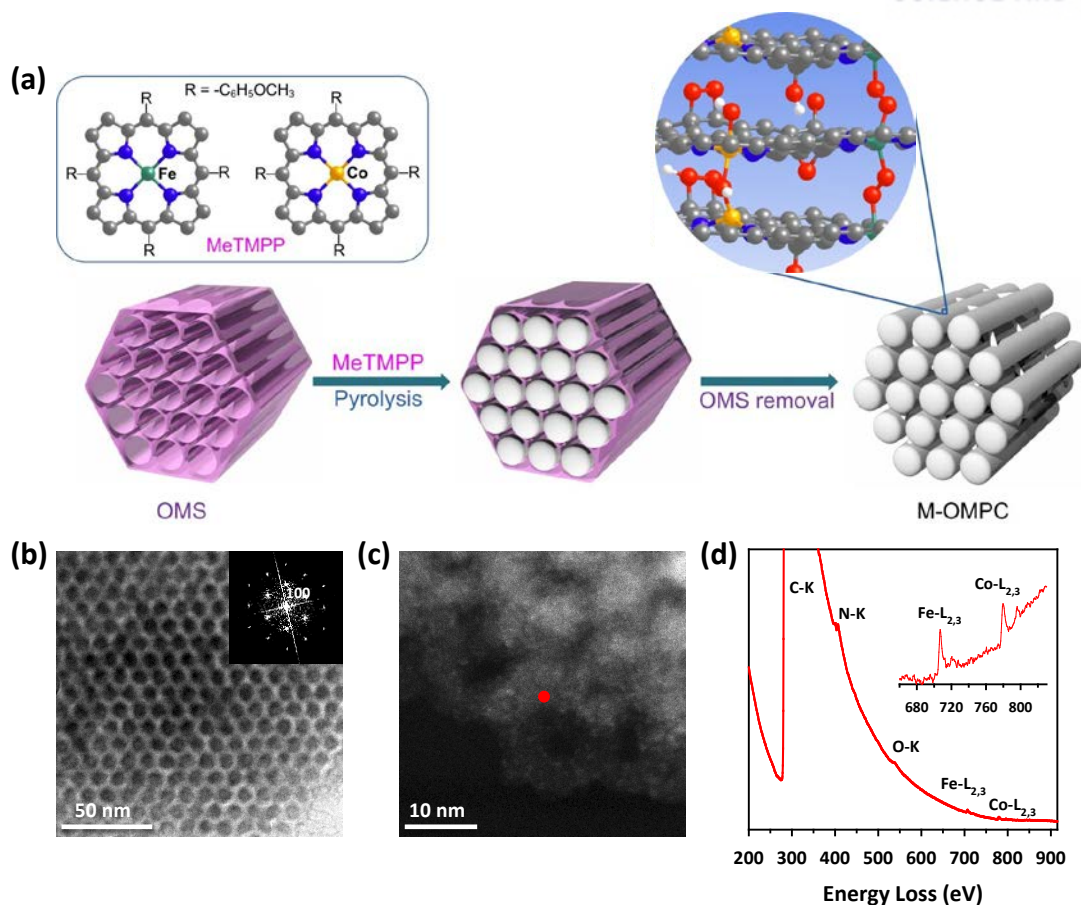 (a)
R = -C₆H₅OCH₃
R
R
R
Fe
R
R
Co
R
R
R
MeTMPP
MeTMPP
Pyrolysis
OMS removal
OMS
M-OMPC
(b)
100
50 nm
(c)
10 nm
(d)
C-K
N-K
O-K
Fe-L₂,₃
Co-L₂,₃
Fe-L₂,₃
Co-L₂,₃
680
720
760
800
200 300 400 500 600 700 800 900
Energy Loss (eV)